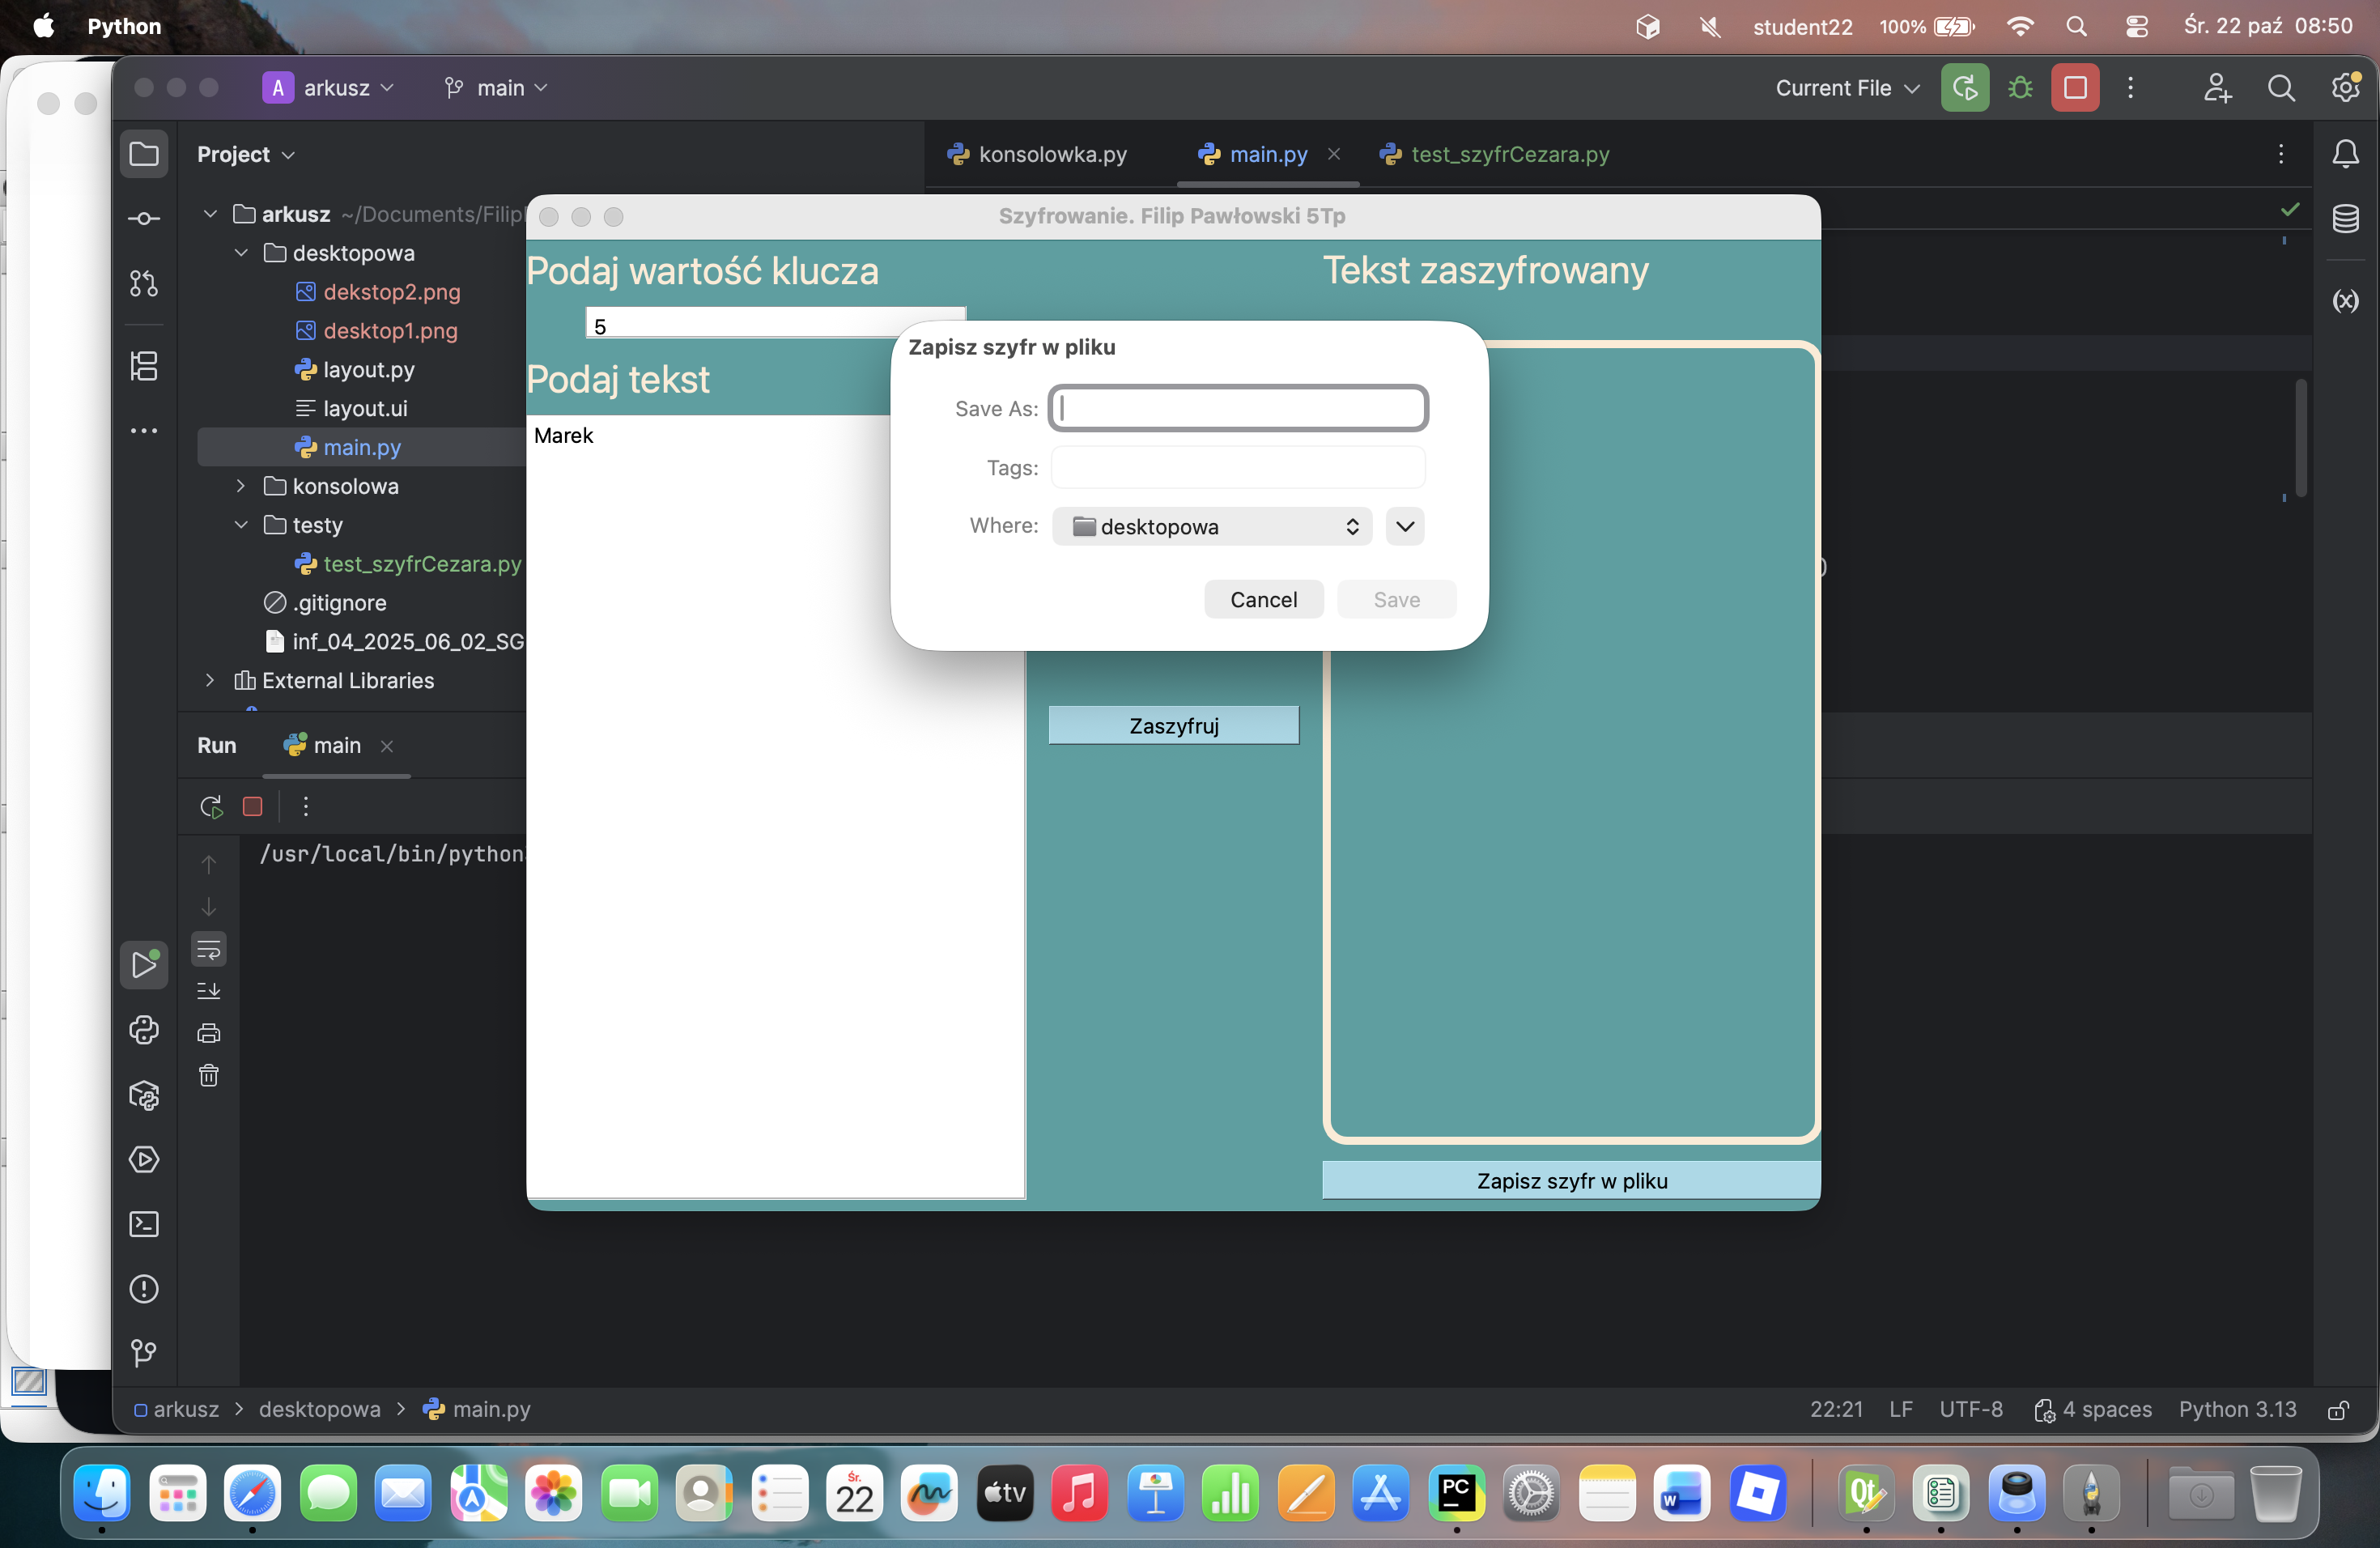 Python
student22
100%
Śr. 22 paź 08:50
A arkusz
main
Current File
Project
konsolowka.py
main.py
test_szyfrCezara.py
arkusz ~/Documents/Filip
desktopowa
dekstop2.png
desktop1.png
layout.py
layout.ui
main.py
konsolowa
testy
test_szyfrCezara.py
.gitignore
inf_04_2025_06_02_SG
External Libraries
Szyfrowanie. Filip Pawłowski 5Tp
Podaj wartość klucza
5
Podaj tekst
Marek
Tekst zaszyfrowany
Zapisz szyfr w pliku
Save As:
Tags:
Where: desktopowa
Cancel Save
Zaszyfruj
Zapisz szyfr w pliku
Run main
/usr/local/bin/python
arkusz > desktopowa > main.py
22:21 LF UTF-8 4 spaces Python 3.13
Śr.
22
tv
PC
W
Qt